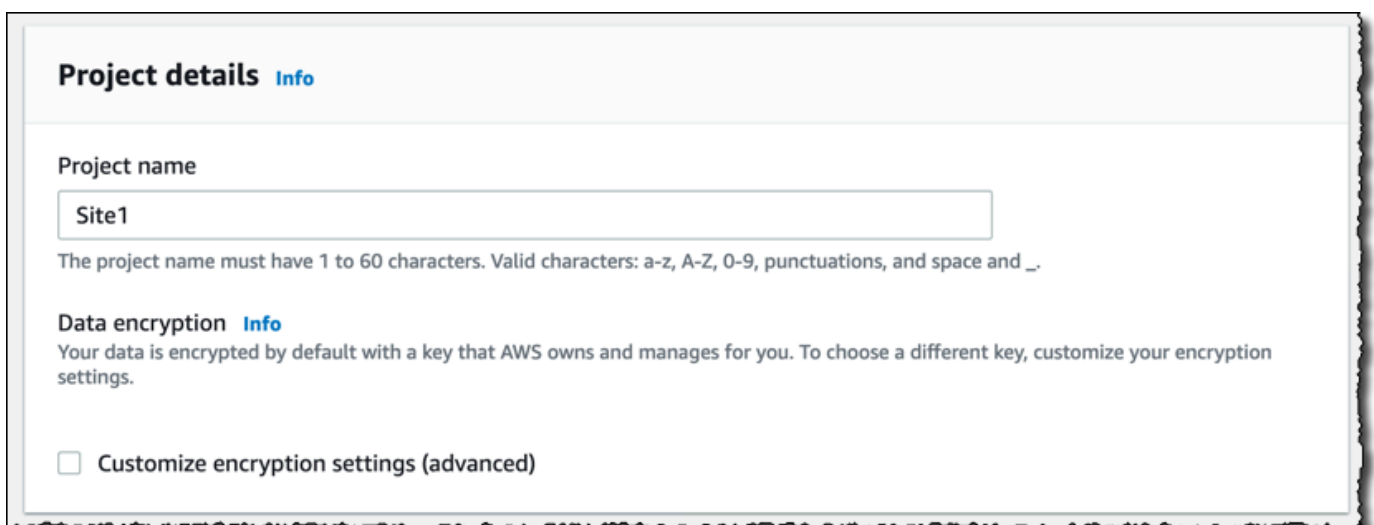 Project details Info
Project name
Site1
The project name must have 1 to 60 characters. Valid characters: a-z, A-Z, 0-9, punctuations, and space and _.
Data encryption Info
Your data is encrypted by default with a key that AWS owns and manages for you. To choose a different key, customize your encryption
settings.
Customize encryption settings (advanced)